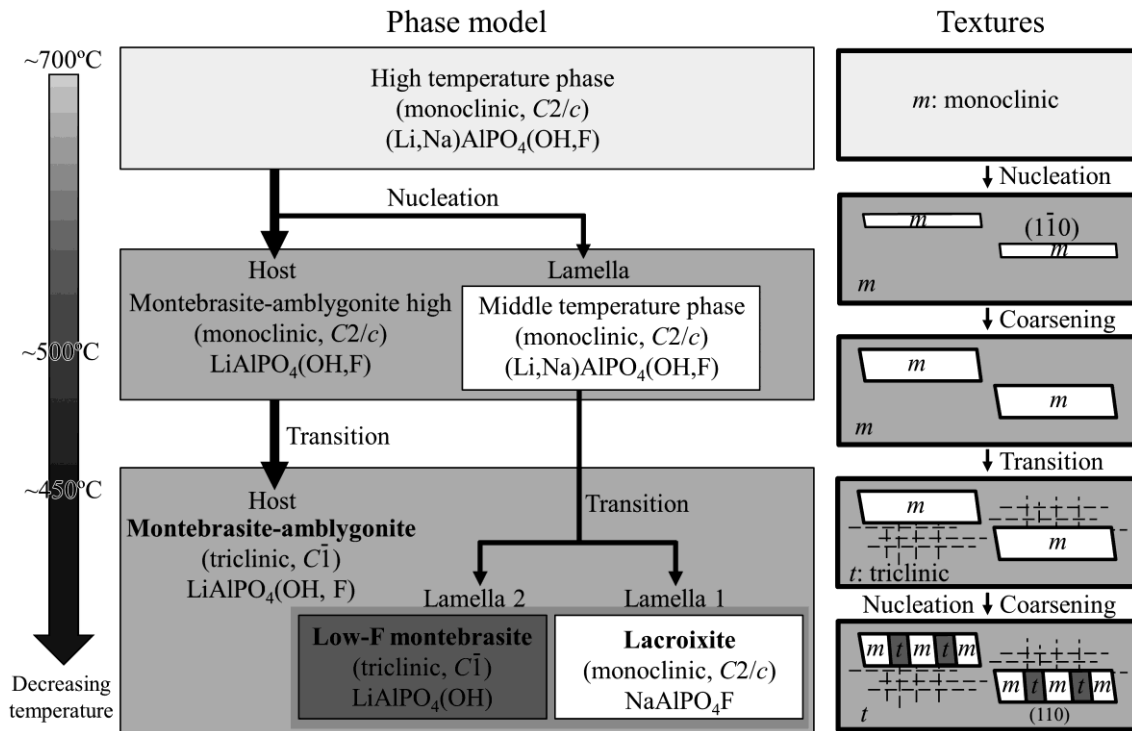 Phase model
Textures
~700ºC
High temperature phase
(monoclinic, C2/c)
(Li,Na)AlPO₄(OH,F)
m: monoclinic
Nucleation
Nucleation
m
(11̄0)
m
m
Host
Montebrasite-amblygonite high
(monoclinic, C2/c)
LiAlPO₄(OH,F)
Lamella
Middle temperature phase
(monoclinic, C2/c)
(Li,Na)AlPO₄(OH,F)
~500ºC
Coarsening
m
m
m
Transition
Transition
~450ºC
Host
Montebrasite-amblygonite
(triclinic, C1̄)
LiAlPO₄(OH, F)
Transition
m
m
t: triclinic
Lamella 2
Low-F montebrasite
(triclinic, C1̄)
LiAlPO₄(OH)
Lamella 1
Lacroixite
(monoclinic, C2/c)
NaAlPO₄F
Nucleation
Coarsening
m t m t m
m t m t m
(110)
t
Decreasing
temperature